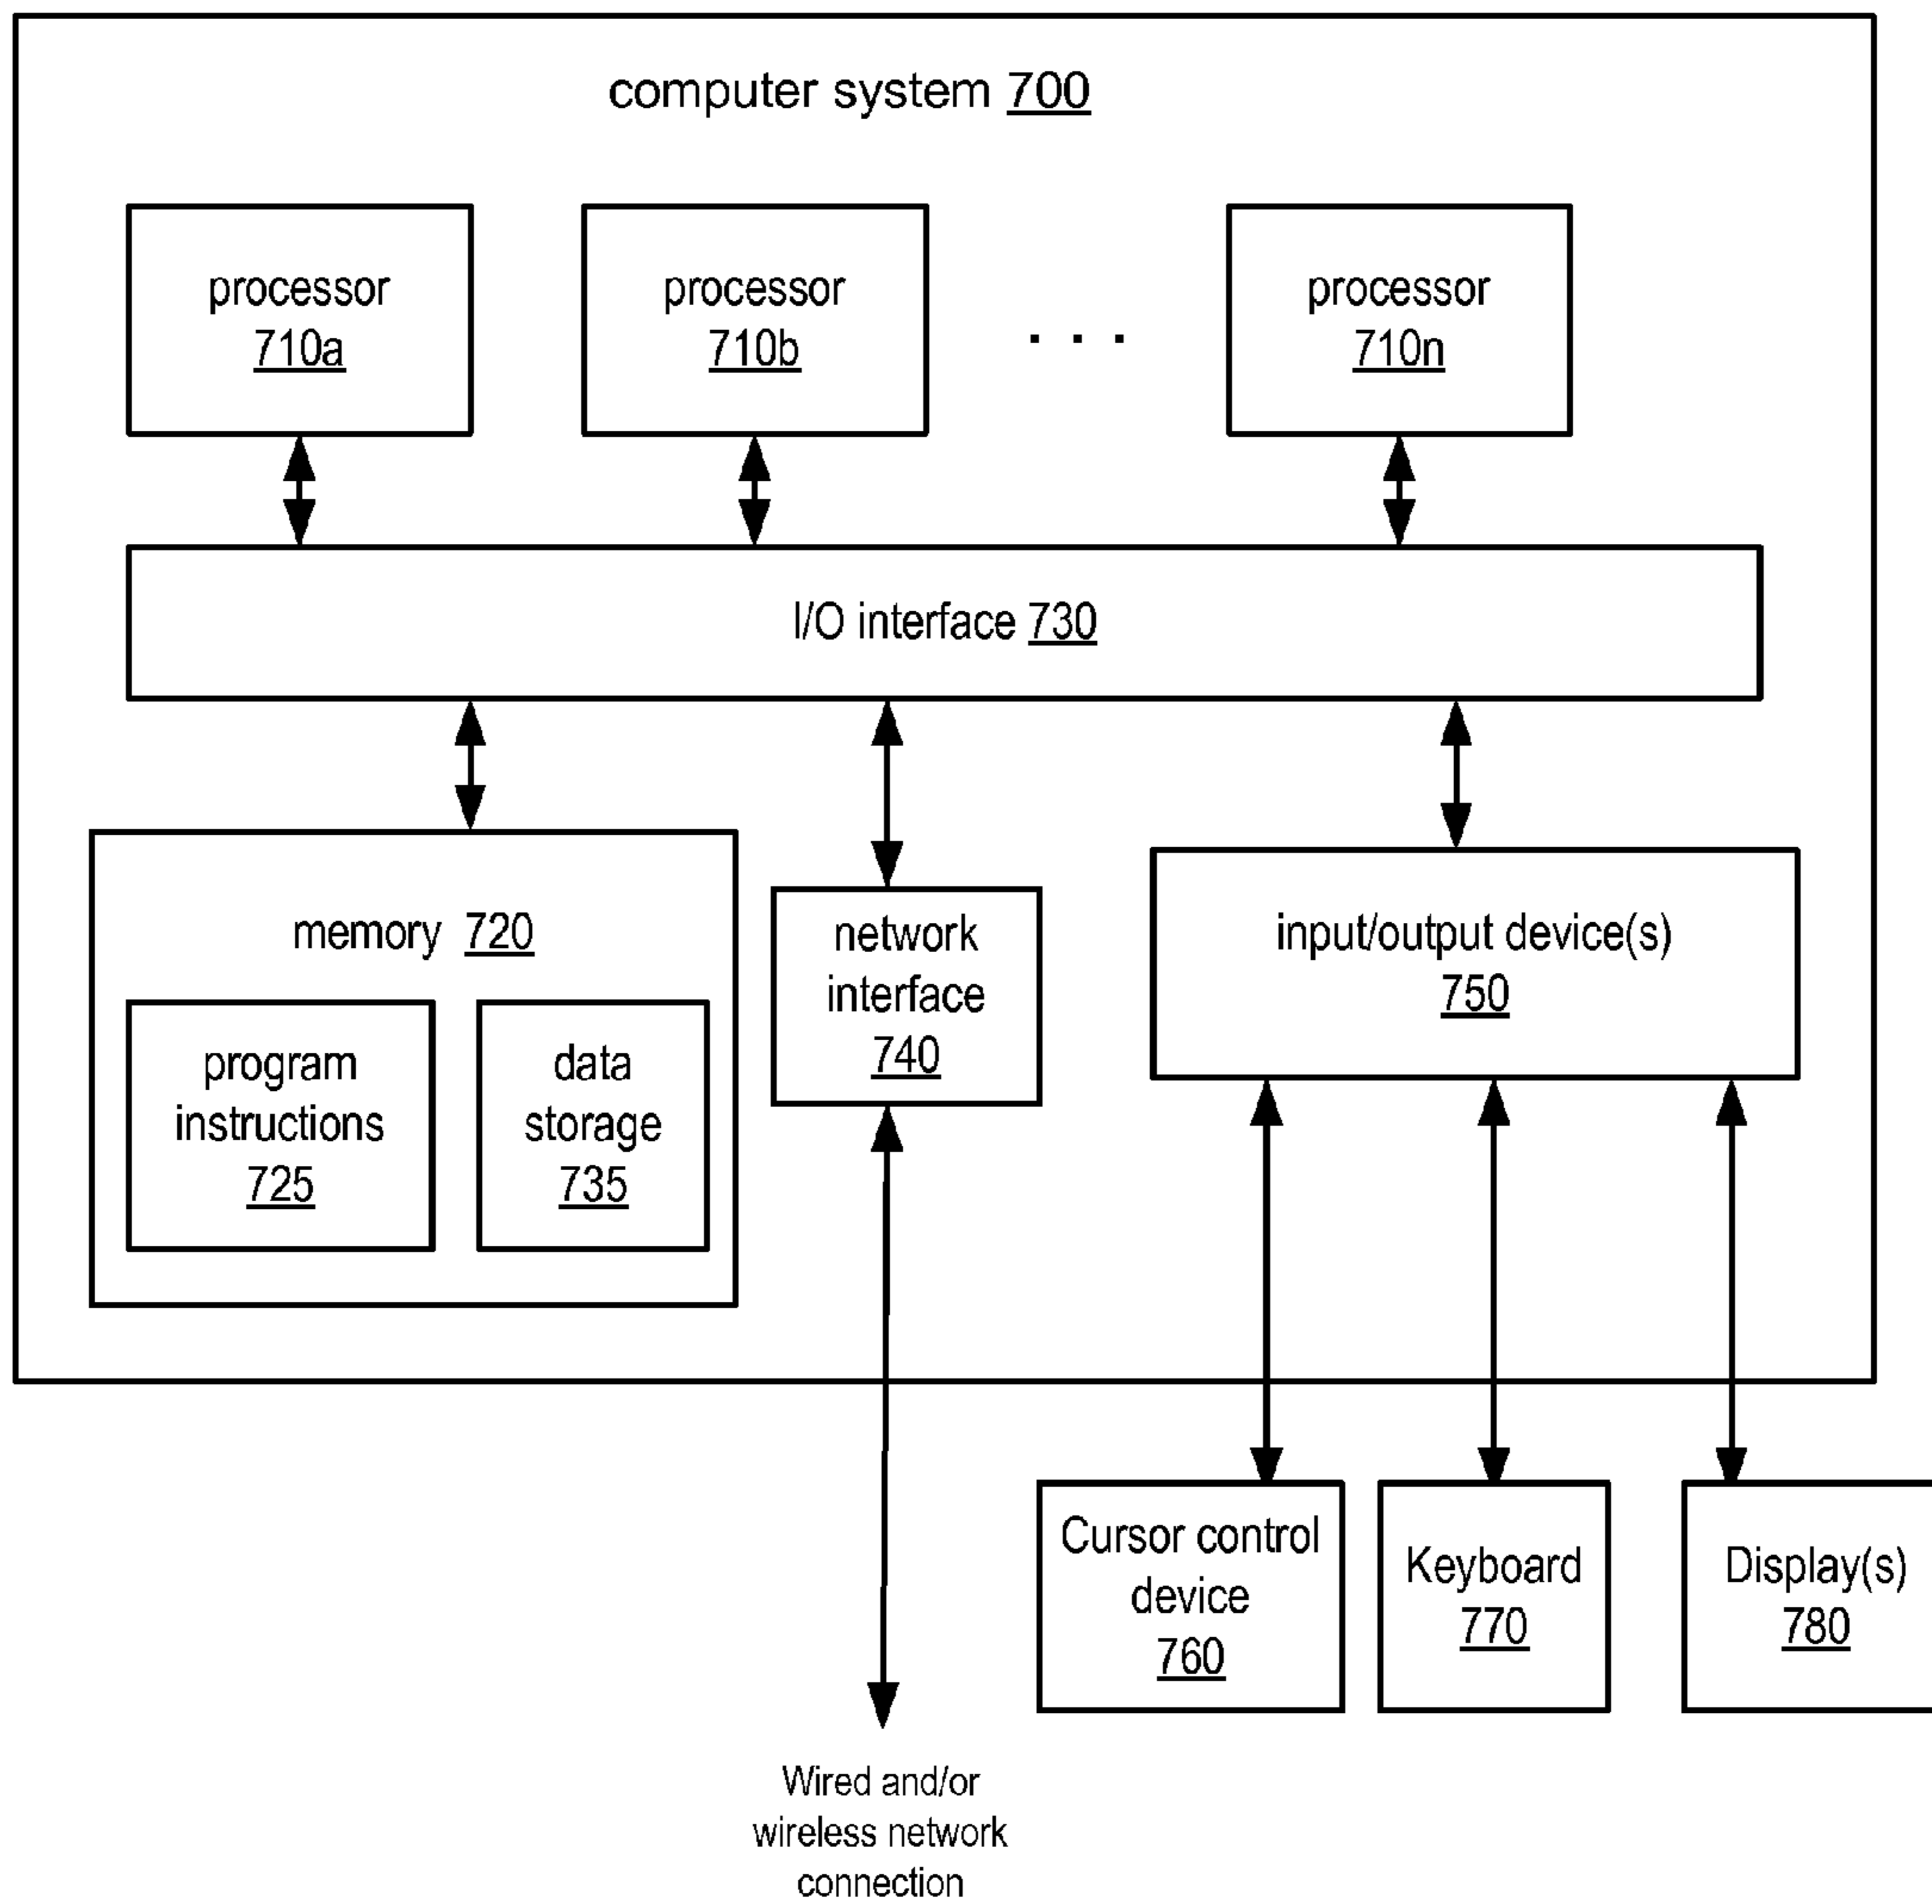 computer system 700
processor
710a
processor
710b
. . .
processor
710n
I/O interface 730
memory 720
program
instructions
725
data
storage
735
network
interface
740
input/output device(s)
750
Cursor control
device
760
Keyboard
770
Display(s)
780
Wired and/or
wireless network
connection